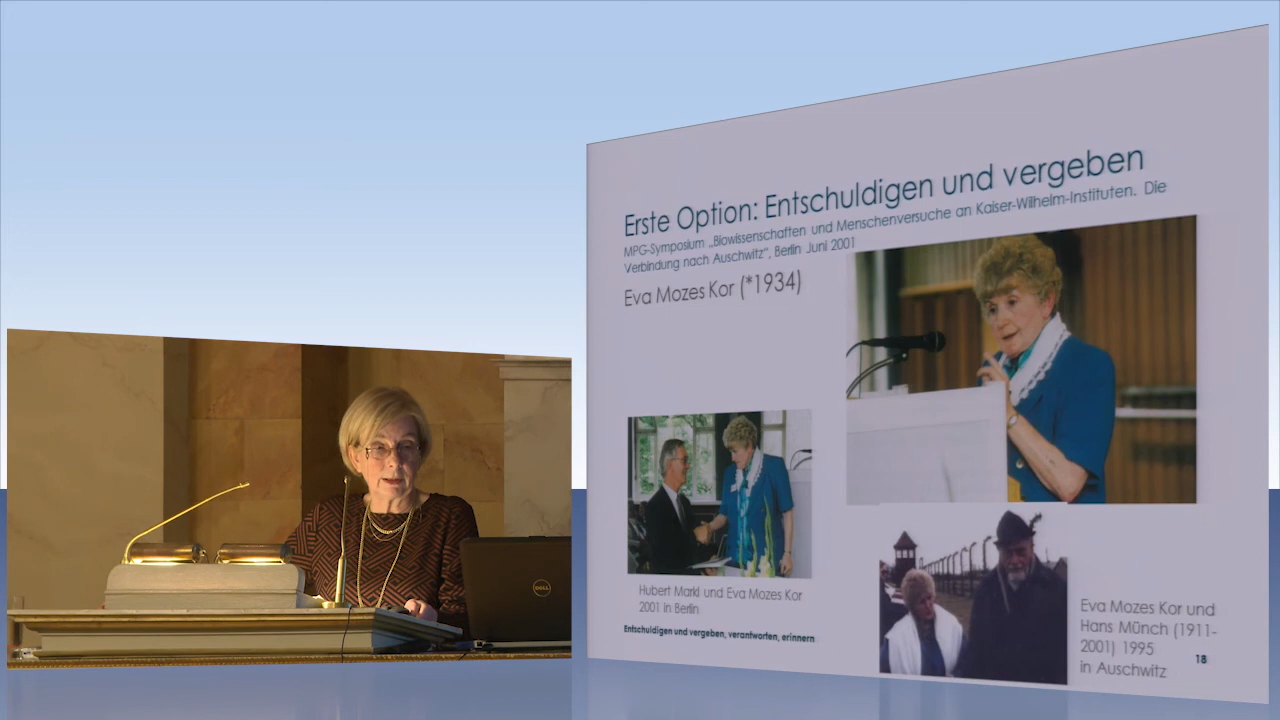 Erste Option: Entschuldigen und vergeben
MPG-Symposium „Biowissenschaften und Menschenversuche an Kaiser-Wilhelm-Instituten. Die
Verbindung nach Auschwitz“, Berlin Juni 2001
Eva Mozes Kor (*1934)
Hubert Markl und Eva Mozes Kor
2001 in Berlin
Eva Mozes Kor und
Hans Münch (1911-
2001) 1995
in Auschwitz
Entschuldigen und vergeben, verantworten, erinnern
18
DELL